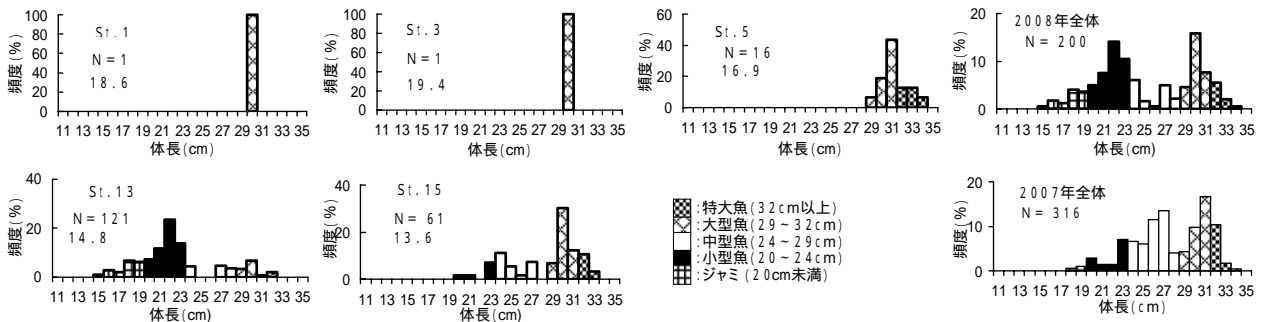 頻度(%)
100
80
60
40
20
0
St.1
N=1
18.6
11 13 15 17 19 21 23 25 27 29 31 33 35
体長(cm)
頻度(%)
100
80
60
40
20
0
St.3
N=1
19.4
11 13 15 17 19 21 23 25 27 29 31 33 35
体長(cm)
頻度(%)
60
40
20
0
St.5
N=16
16.9
11 13 15 17 19 21 23 25 27 29 31 33 35
体長(cm)
頻度(%)
20
10
0
2008年全体
N = 200
11 13 15 17 19 21 23 25 27 29 31 33 35
体長(cm)
頻度(%)
40
20
0
St.13
N = 121
14.8
11 13 15 17 19 21 23 25 27 29 31 33 35
体長(cm)
頻度(%)
40
20
0
St.15
N = 61
13.6
11 13 15 17 19 21 23 25 27 29 31 33 35
体長(cm)
:特大魚(32cm以上)
:大型魚(29~32cm)
:中型魚(24~29cm)
:小型魚(20~24cm)
:ジャミ(20cm未満)
頻度(%)
20
10
0
2007年全体
N = 316
11 13 15 17 19 21 23 25 27 29 31 33 35
体長(cm)